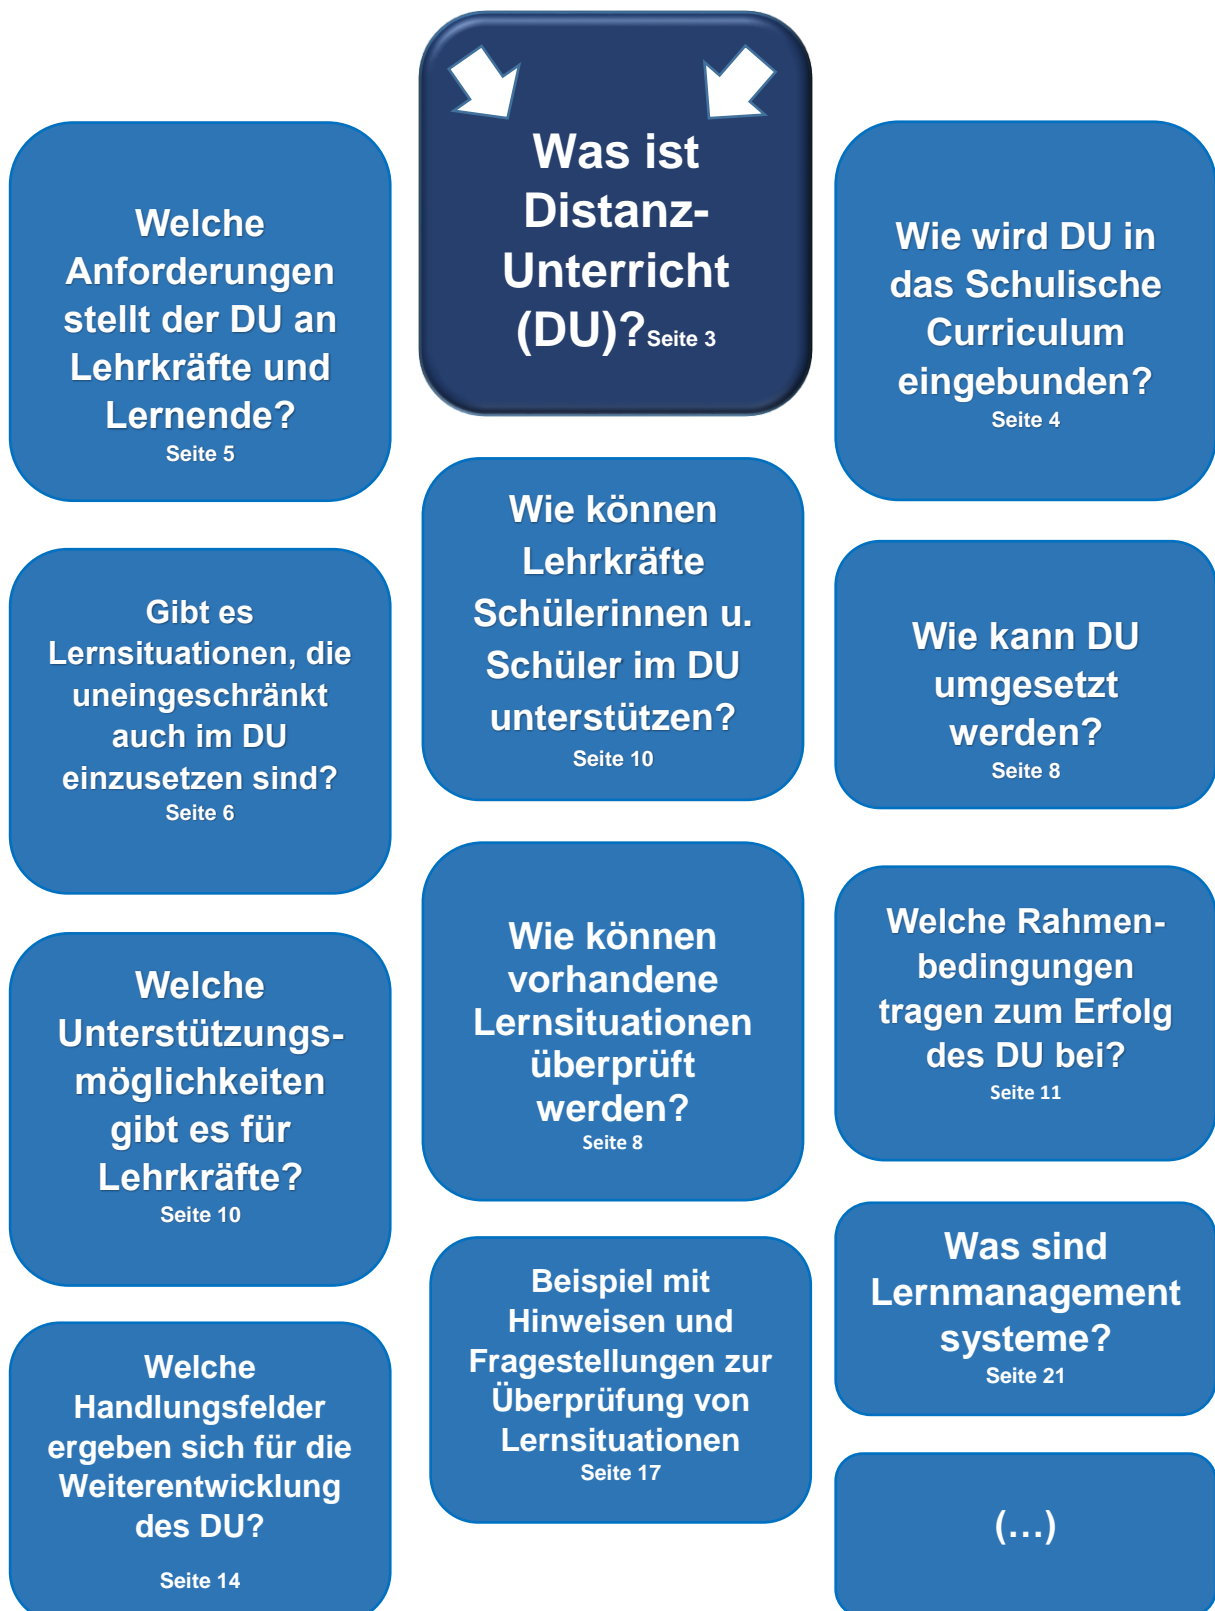 Was ist
Distanz-
Unterricht
(DU)? Seite 3
Welche
Anforderungen
stellt der DU an
Lehrkräfte und
Lernende?
Seite 5
Wie wird DU in
das Schulische
Curriculum
eingebunden?
Seite 4
Wie können
Lehrkräfte
Schülerinnen u.
Schüler im DU
unterstützen?
Seite 10
Gibt es
Lernsituationen, die
uneingeschränkt
auch im DU
einzusetzen sind?
Seite 6
Wie kann DU
umgesetzt
werden?
Seite 8
Wie können
vorhandene
Lernsituationen
überprüft
werden?
Seite 8
Welche Rahmen-
bedingungen
tragen zum Erfolg
des DU bei?
Seite 11
Welche
Unterstützungs-
möglichkeiten
gibt es für
Lehrkräfte?
Seite 10
Was sind
Lernmanagement
systeme?
Seite 21
Beispiel mit
Hinweisen und
Fragestellungen zur
Überprüfung von
Lernsituationen
Seite 17
Welche
Handlungsfelder
ergeben sich für die
Weiterentwicklung
des DU?
Seite 14
(…)